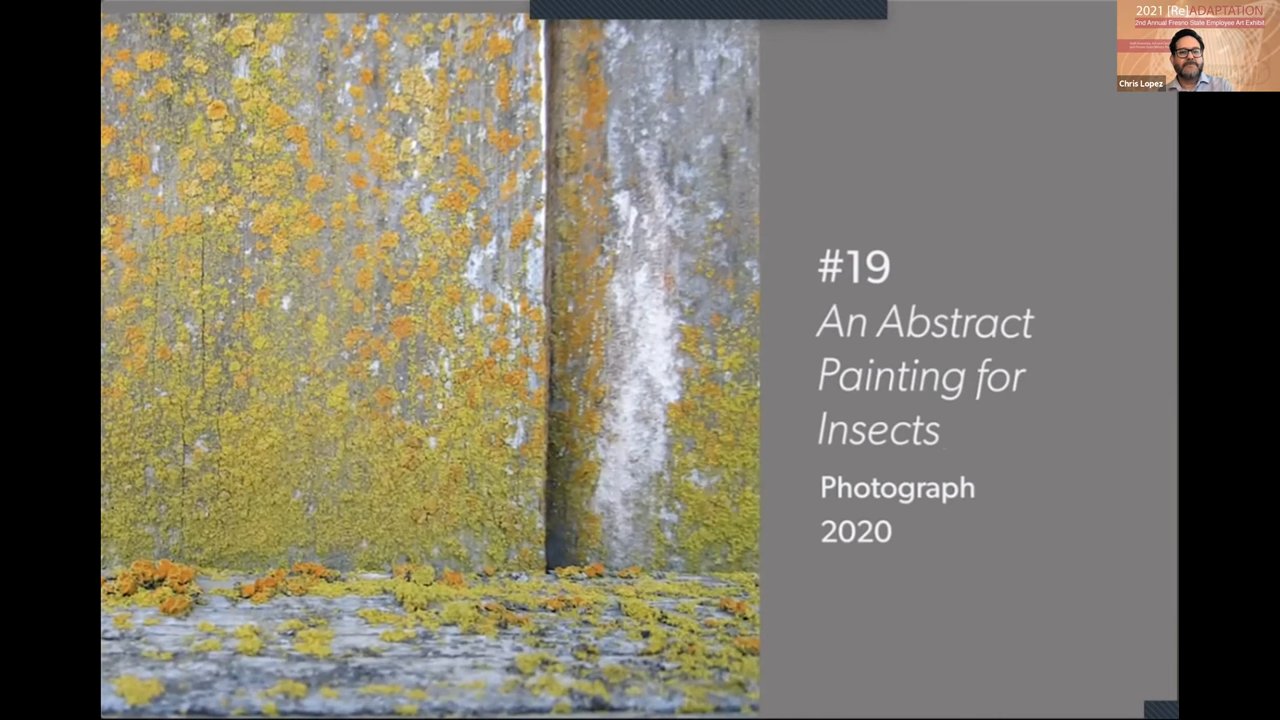 #19
An Abstract
Painting for
Insects
Photograph
2020
2021 [Re]ADAPTATION
2nd Annual Fresno State Employee Art Exhibit
Chris Lopez